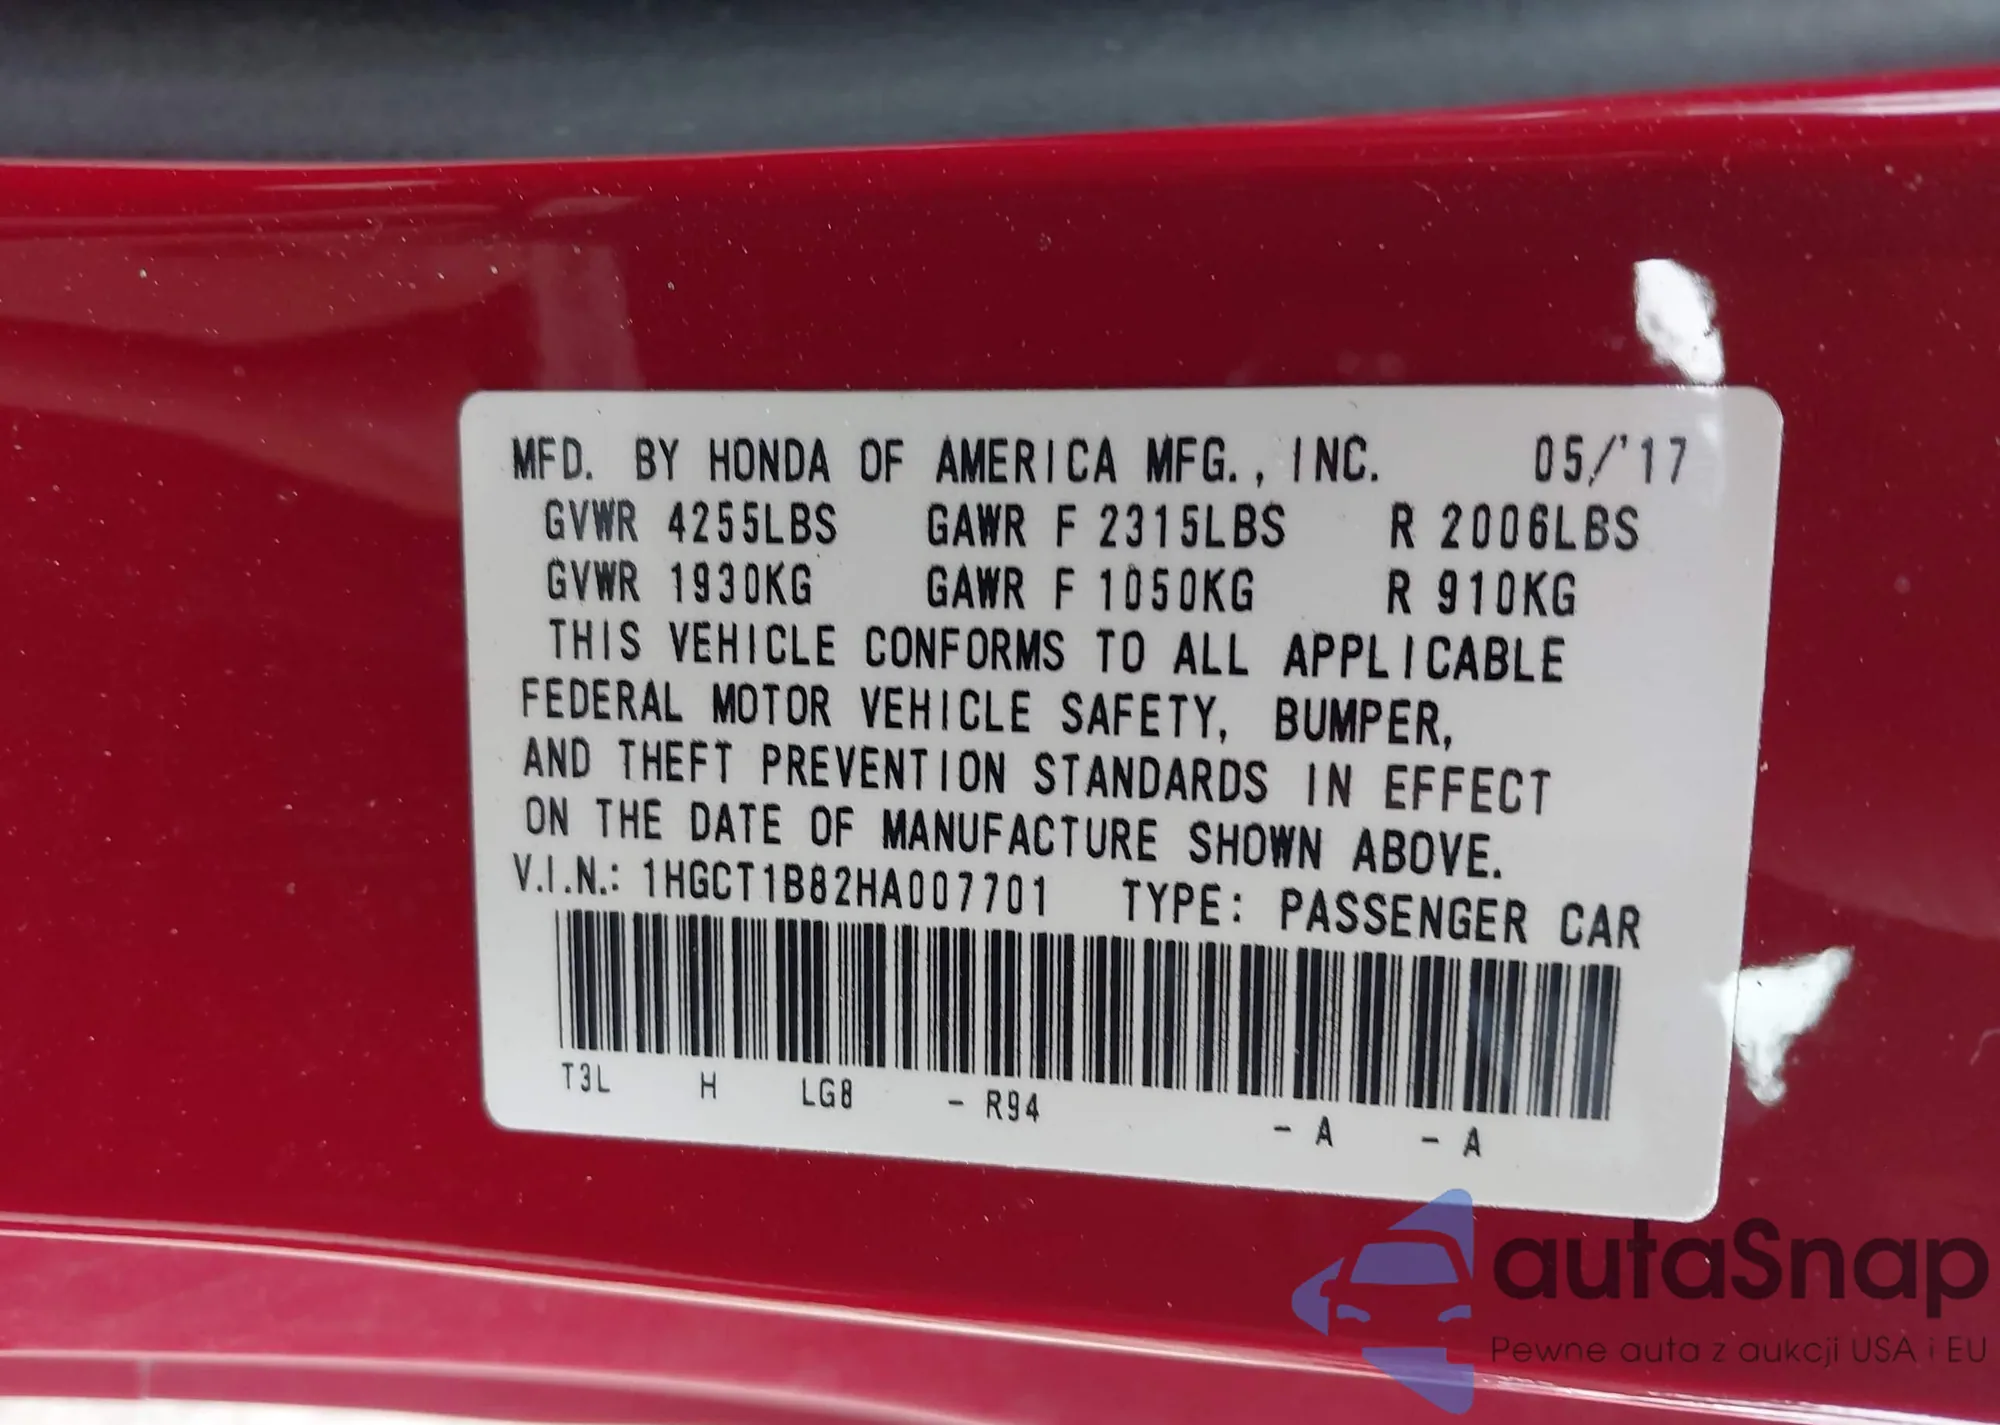 MFD. BY HONDA OF AMERICA MFG., INC. 05/'17
GVWR 4255LBS GAWR F 2315LBS R 2006LBS
GVWR 1930KG GAWR F 1050KG R 910KG
THIS VEHICLE CONFORMS TO ALL APPLICABLE
FEDERAL MOTOR VEHICLE SAFETY, BUMPER,
AND THEFT PREVENTION STANDARDS IN EFFECT
ON THE DATE OF MANUFACTURE SHOWN ABOVE.
V.I.N.: 1HGCT1B82HA007701 TYPE: PASSENGER CAR
T3L H LG8 - R94 - A - A
autaSnap
Pewne auta z aukcji USA i EU